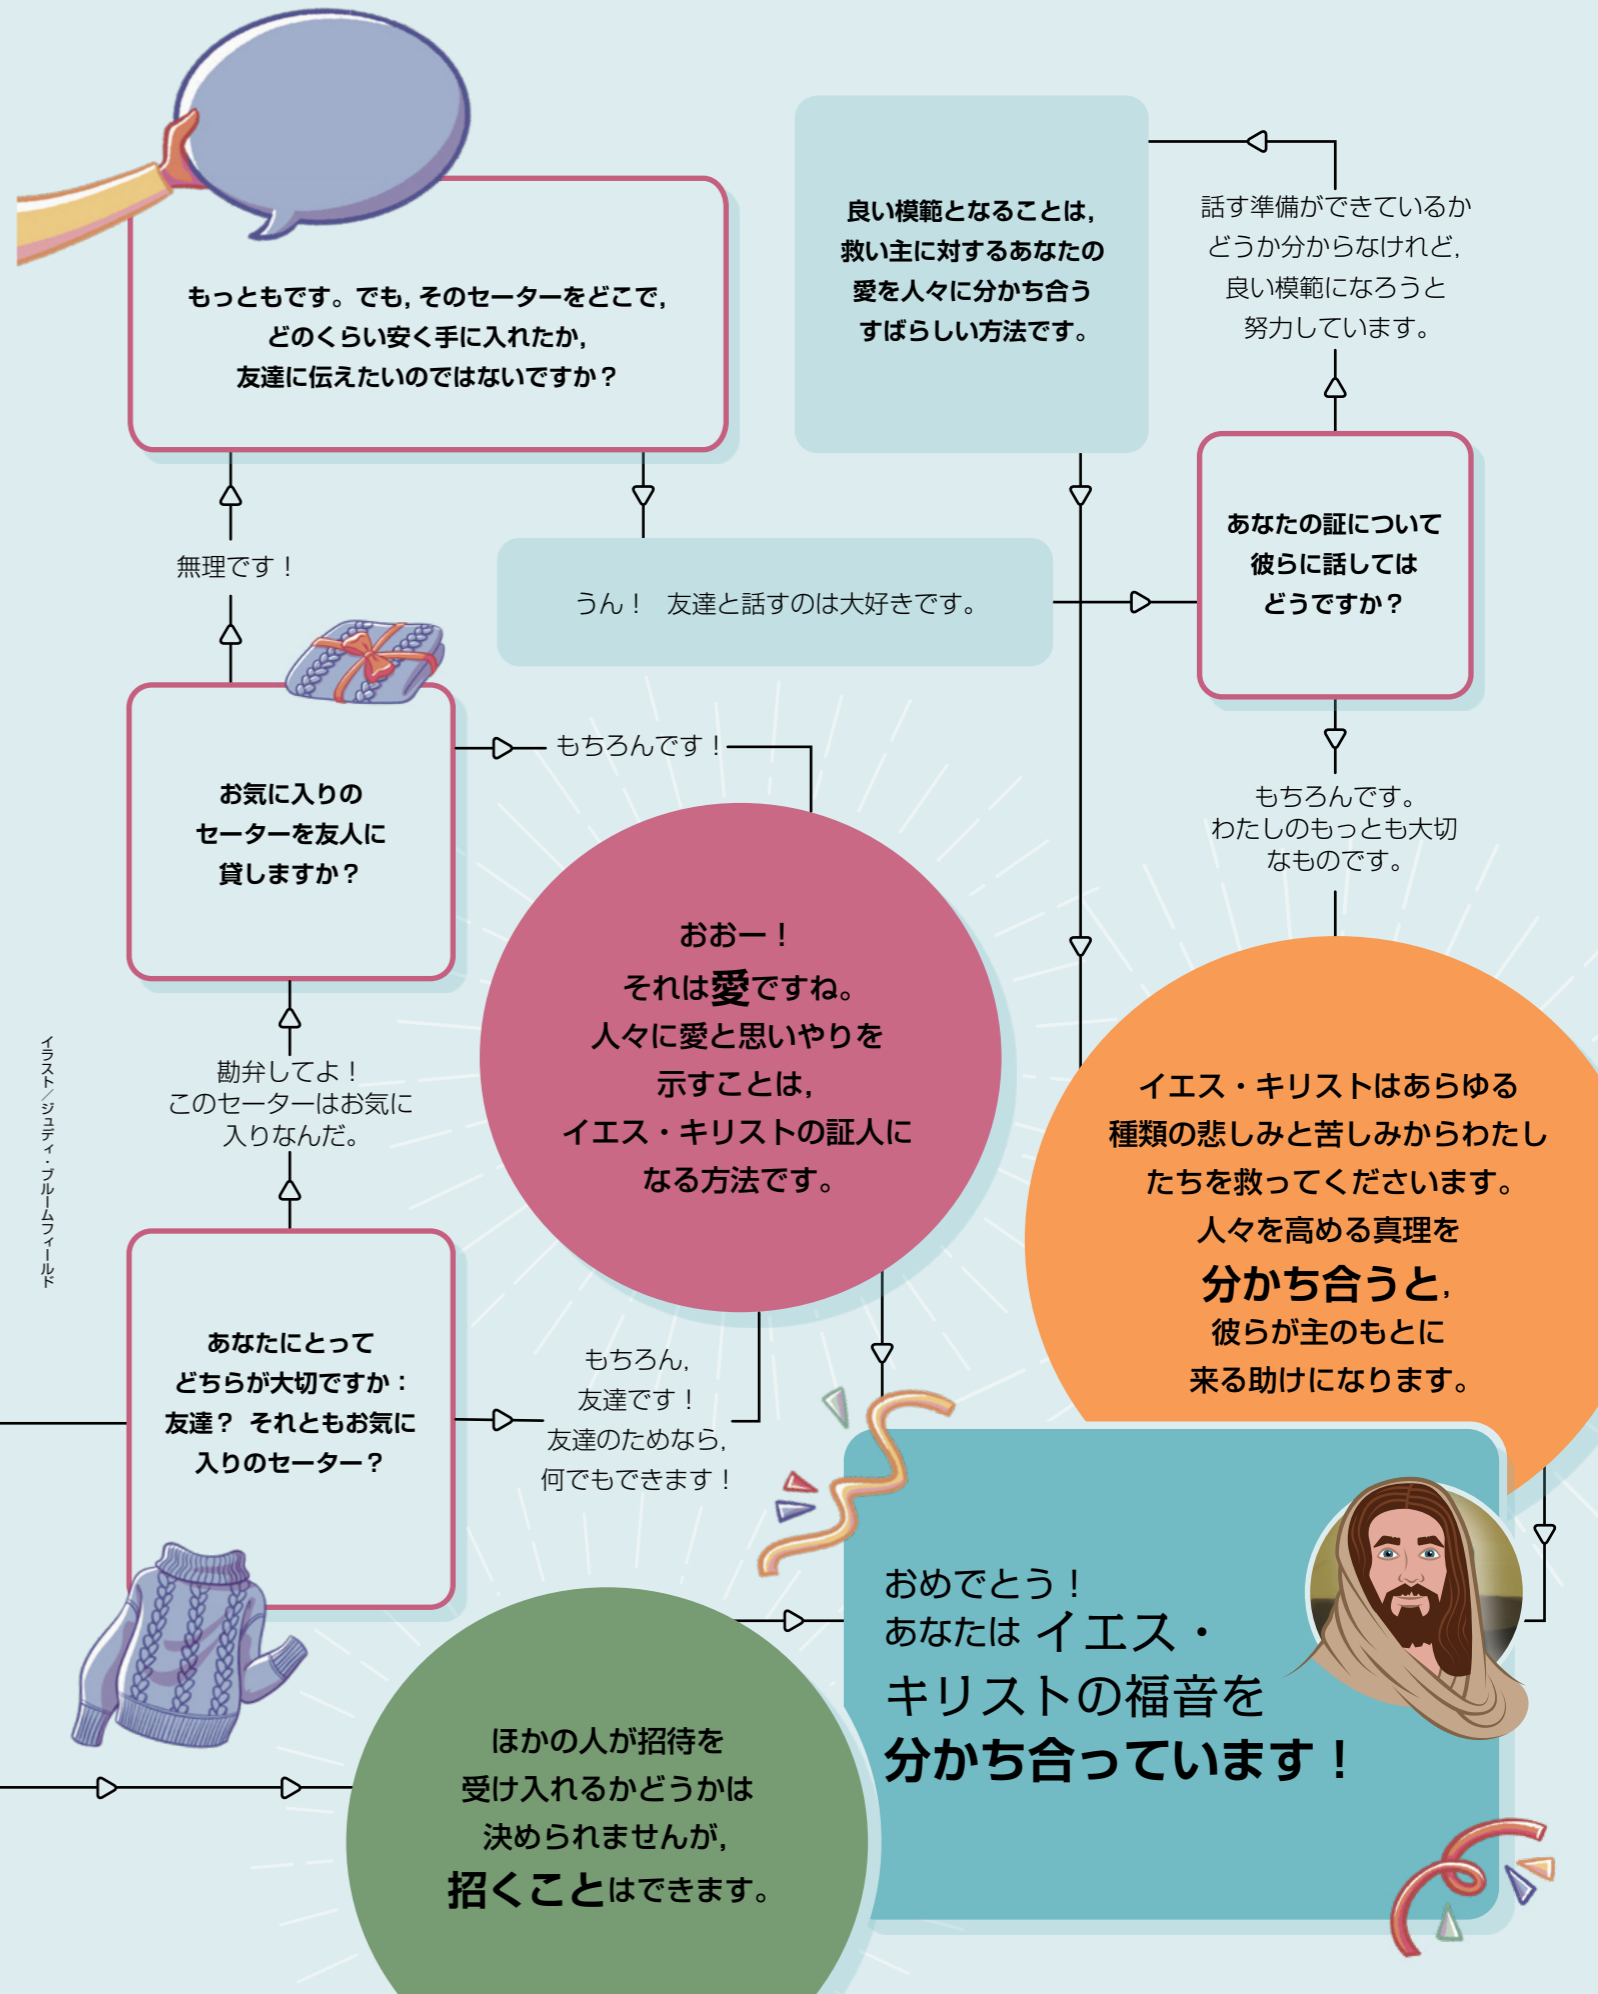 もっともです。でも, そのセーターをどこで,
どのくらい安く手に入れたか,
友達に伝えたいのではないですか？
良い模範となることは,
救い主に対するあなたの
愛を人々に分かち合う
すばらしい方法です。
話す準備ができているか
どうか分からなけれど,
良い模範になろうと
努力しています。
無理です！
うん！ 友達と話すのは大好きです。
あなたの証について
彼らに話しては
どうですか？
お気に入りの
セーターを友人に
貸しますか？
もちろんです！
もちろんです。
わたしのもっとも大切
なものです。
おおー！
それは愛ですね。
人々に愛と思いやりを
示すことは,
イエス・キリストの証人に
なる方法です。
勘弁してよ！
このセーターはお気に
入りなんだ。
イエス・キリストはあらゆる
種類の悲しみと苦しみからわたし
たちを救ってくださいます。
人々を高める真理を
分かち合うと,
彼らが主のもとに
来る助けになります。
イラスト／ジュディ・ブルームフィールド
あなたにとって
どちらが大切ですか：
友達？ それともお気に
入りのセーター？
もちろん,
友達です！
友達のためなら,
何でもできます！
おめでとう！
あなたは イエス・
キリストの福音を
分かち合っています！
ほかの人が招待を
受け入れるかどうかは
決められませんが,
招くことはできます。